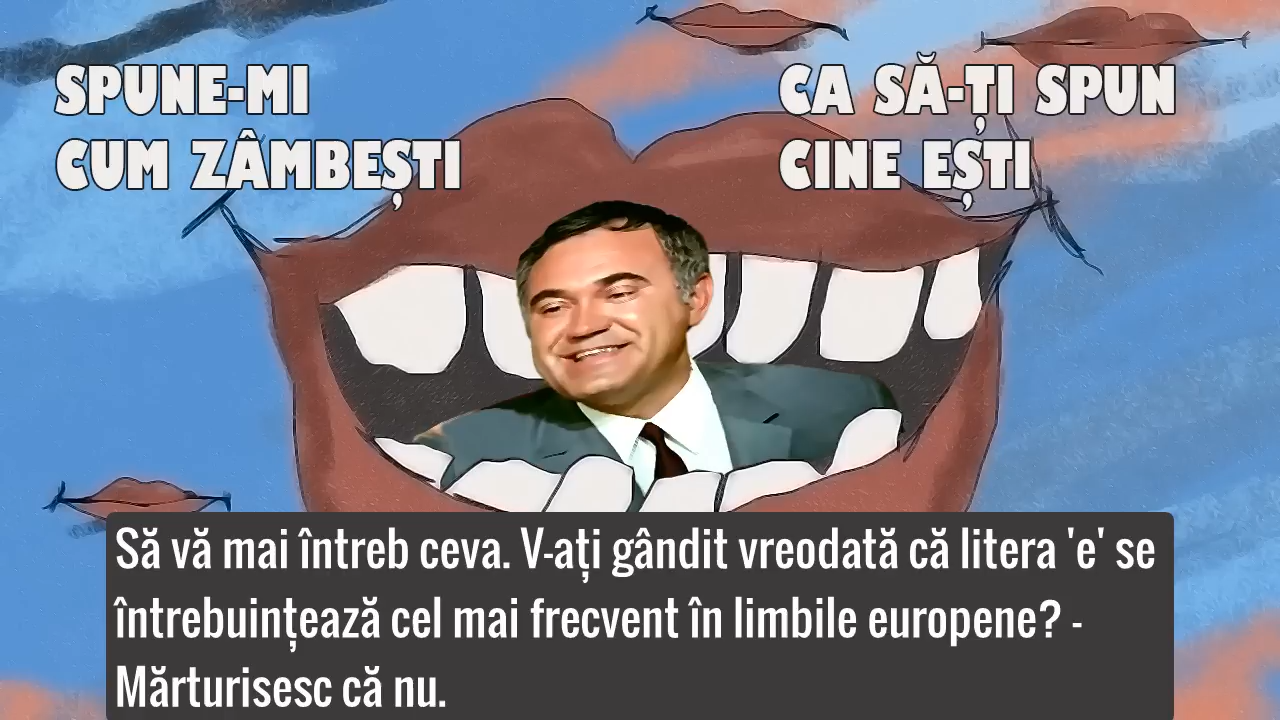 SPUNE-MI
CUM ZÂMBEȘTI
CA SĂ-ȚI SPUN
CINE EȘTI
Să vă mai întreb ceva. V-ați gândit vreodată că litera 'e' se
întrebuințează cel mai frecvent în limbile europene? -
Mărturisesc că nu.